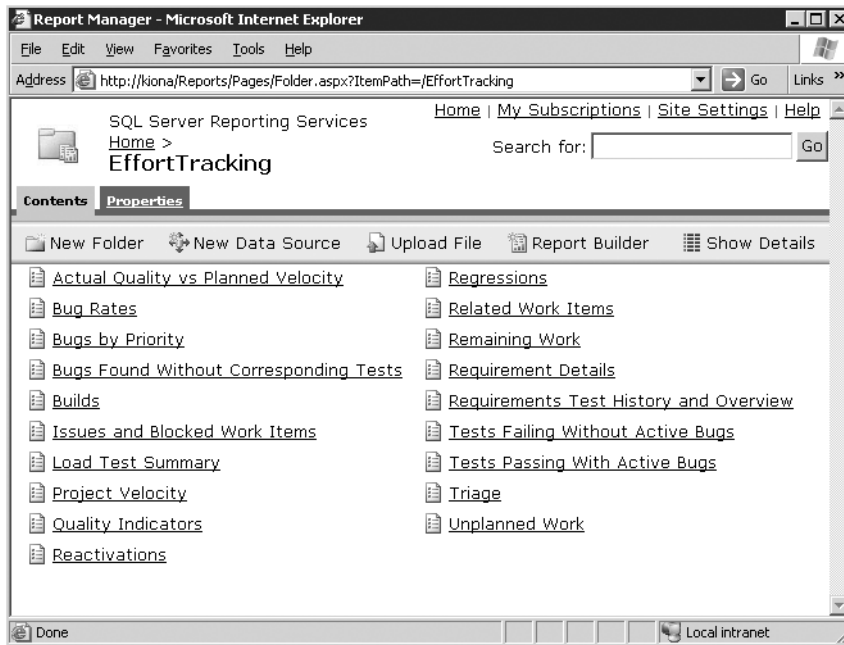 Report Manager - Microsoft Internet Explorer
File Edit View Favorites Tools Help
Address http://kiona/Reports/Pages/Folder.aspx?ItemPath=/EffortTracking Go Links »
Home | My Subscriptions | Site Settings | Help
SQL Server Reporting Services
Home >
EffortTracking
Search for: Go
Contents Properties
New Folder New Data Source Upload File Report Builder Show Details
Actual Quality vs Planned Velocity
Bug Rates
Bugs by Priority
Bugs Found Without Corresponding Tests
Builds
Issues and Blocked Work Items
Load Test Summary
Project Velocity
Quality Indicators
Reactivations
Regressions
Related Work Items
Remaining Work
Requirement Details
Requirements Test History and Overview
Tests Failing Without Active Bugs
Tests Passing With Active Bugs
Triage
Unplanned Work
Done Local intranet